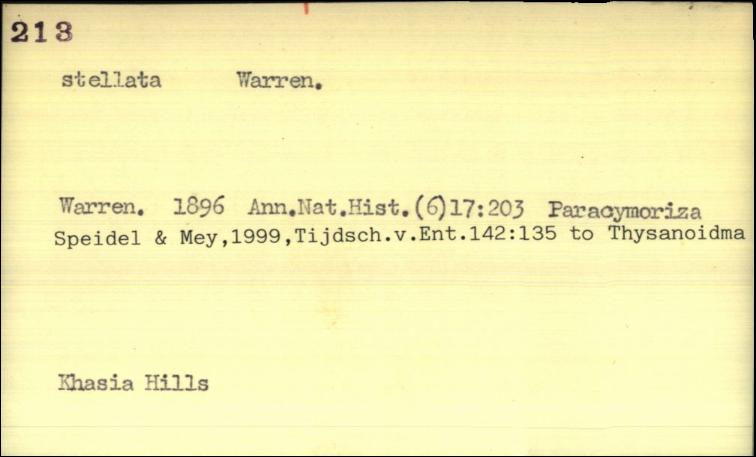 213
stellata Warren.
Warren. 1896 Ann.Nat.Hist.(6)17:203 Paracymoriza
Speidel & Mey,1999,Tijdsch.v.Ent.142:135 to Thysanoidma
Khasia Hills